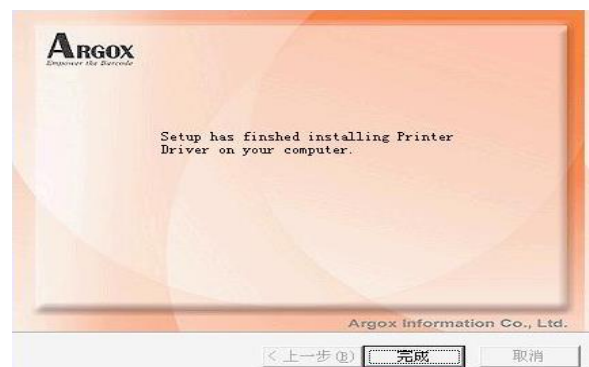 ARGOX
Empower the Barcode
Setup has finshed installing Printer
Driver on your computer.
Argox Information Co., Ltd.
< 上一步(B) 完成 取消